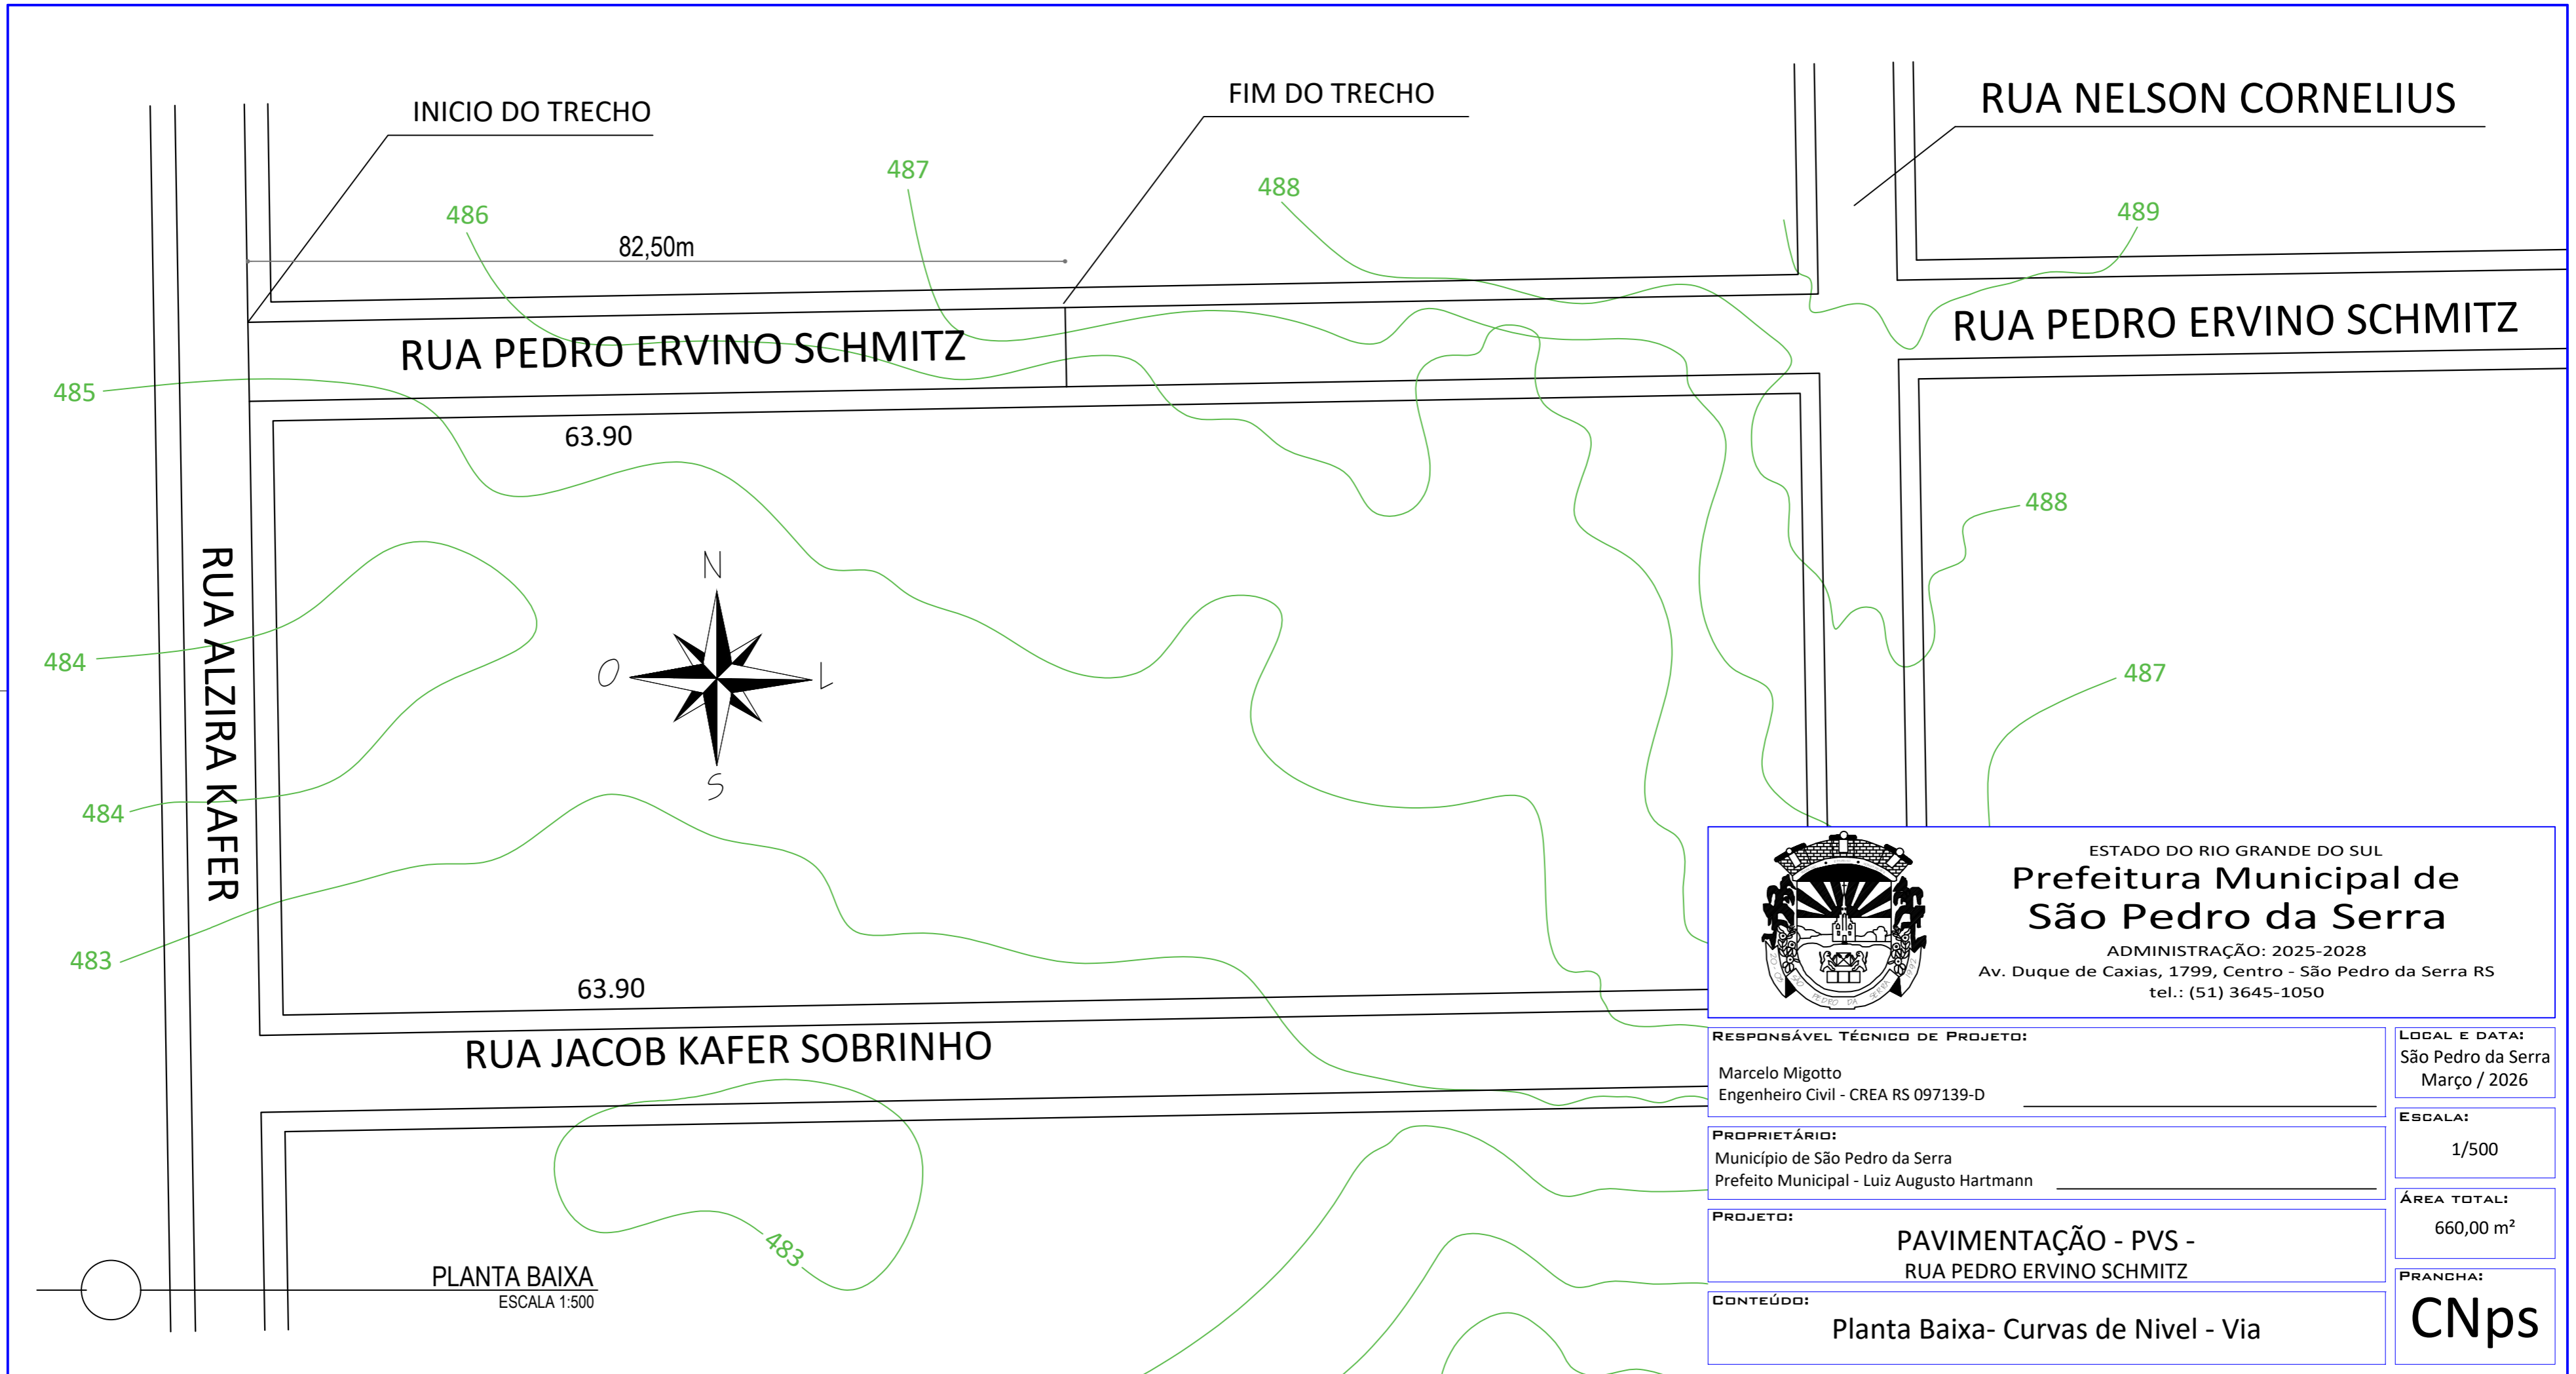 INICIO DO TRECHO
FIM DO TRECHO
RUA NELSON CORNELIUS
487
488
486
489
82,50m
RUA PEDRO ERVINO SCHMITZ
RUA PEDRO ERVINO SCHMITZ
485
63.90
488
N
O
L
S
484
RUA ALZIRA KAFER
487
484
483
63.90
RUA JACOB KAFER SOBRINHO
483
PLANTA BAIXA
ESCALA 1:500
ESTADO DO RIO GRANDE DO SUL
Prefeitura Municipal de
São Pedro da Serra
ADMINISTRAÇÃO: 2025-2028
Av. Duque de Caxias, 1799, Centro - São Pedro da Serra RS
tel.: (51) 3645-1050
SÃO PEDRO DA SERRA
1992
RESPONSÁVEL TÉCNICO DE PROJETO:
Marcelo Migotto
Engenheiro Civil - CREA RS 097139-D
LOCAL E DATA:
São Pedro da Serra
Março / 2026
PROPRIETÁRIO:
Município de São Pedro da Serra
Prefeito Municipal - Luiz Augusto Hartmann
ESCALA:
1/500
PROJETO:
PAVIMENTAÇÃO - PVS -
RUA PEDRO ERVINO SCHMITZ
ÁREA TOTAL:
660,00 m²
CONTEÚDO:
Planta Baixa- Curvas de Nivel - Via
PRANCHA:
CNps